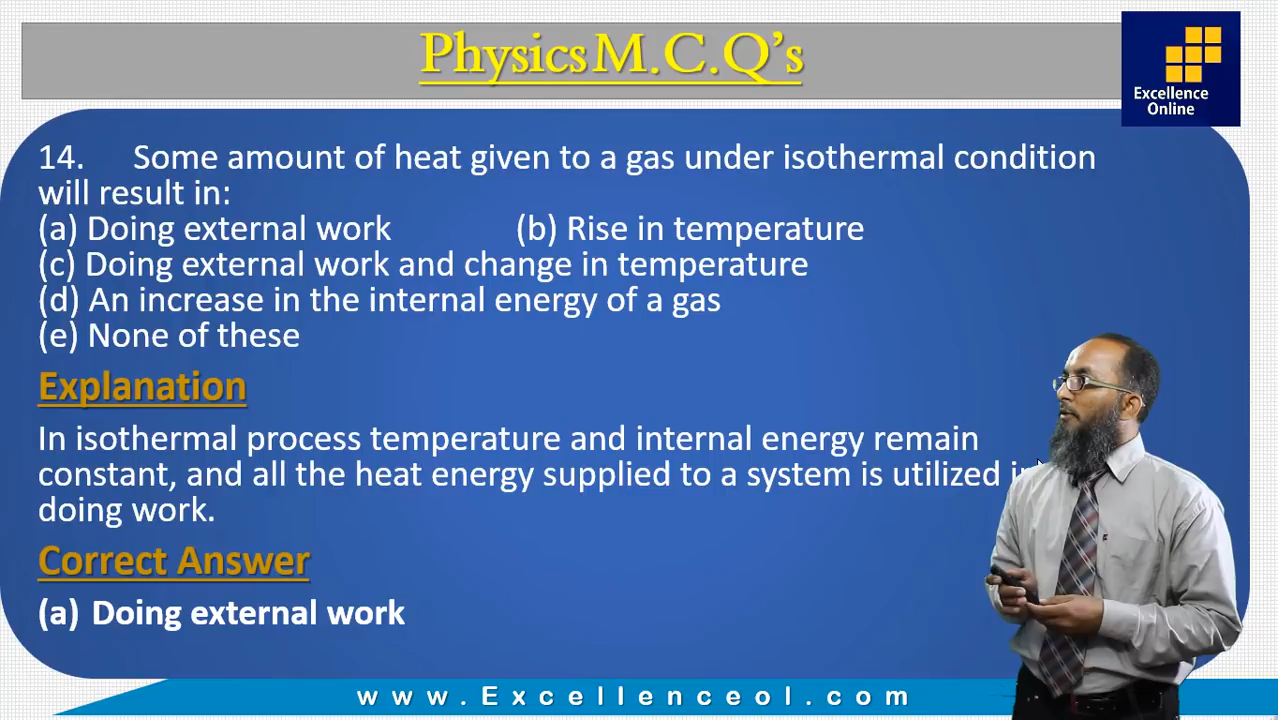 Physics M.C.Q's
Excellence
Online
14. Some amount of heat given to a gas under isothermal condition
will result in:
(a) Doing external work (b) Rise in temperature
(c) Doing external work and change in temperature
(d) An increase in the internal energy of a gas
(e) None of these
Explanation
In isothermal process temperature and internal energy remain
constant, and all the heat energy supplied to a system is utilized
doing work.
Correct Answer
(a) Doing external work
www.Excellenceol.com